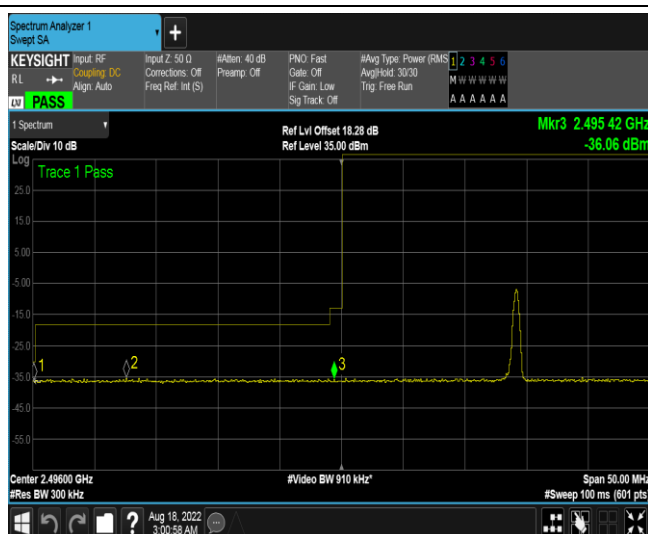 Spectrum Analyzer 1
Swept SA
+
KEYSIGHT
RL
LXI
PASS
Input: RF
Coupling: DC
Align: Auto
Input Z: 50 Ω
Corrections: Off
Freq Ref: Int (S)
#Atten: 40 dB
Preamp: Off
PNO: Fast
Gate: Off
IF Gain: Low
Sig Track: Off
#Avg Type: Power (RMS
Avg|Hold: 30/30
Trig: Free Run
1 2 3 4 5 6
M W W W W W
A A A A A A
1 Spectrum
Scale/Div 10 dB
Ref Lvl Offset 18.28 dB
Ref Level 35.00 dBm
Mkr3 2.495 42 GHz
-36.06 dBm
Log
Trace 1 Pass
25.0
15.0
5.00
-5.00
-15.0
-25.0
-35.0
-45.0
-55.0
1
2
3
Center 2.49600 GHz
#Res BW 300 kHz
#Video BW 910 kHz*
Span 50.00 MHz
#Sweep 100 ms (601 pts)
?
Aug 18, 2022
3:00:58 AM